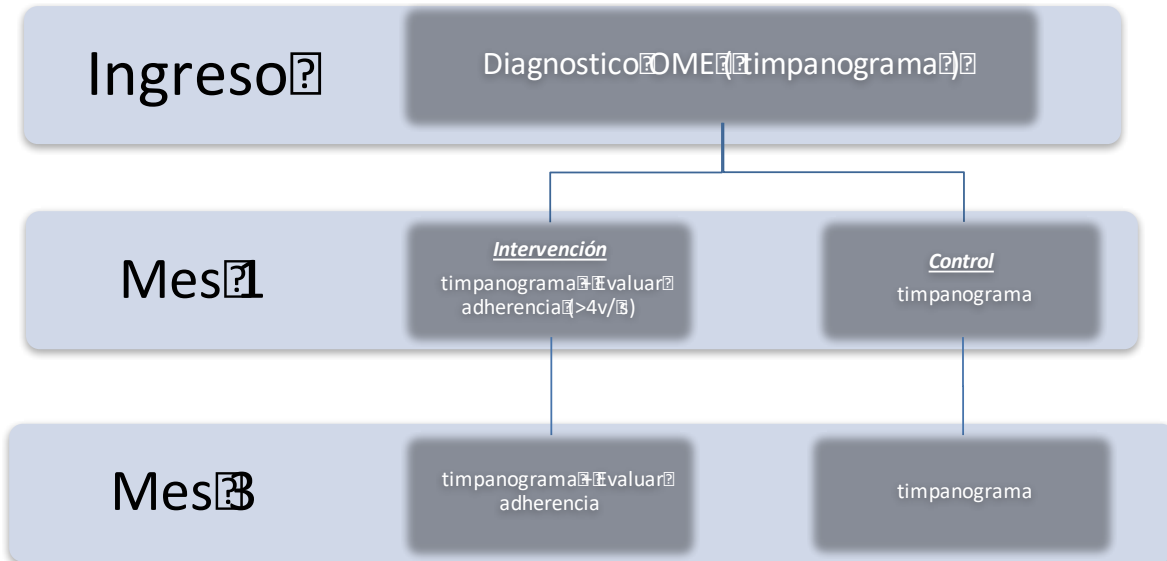 Ingreso
Diagnostico OME ( timpanograma )
Mes 1
Intervención
timpanograma + Evaluar
adherencia (>4v/ s)
Control
timpanograma
Mes 3
timpanograma + Evaluar
adherencia
timpanograma